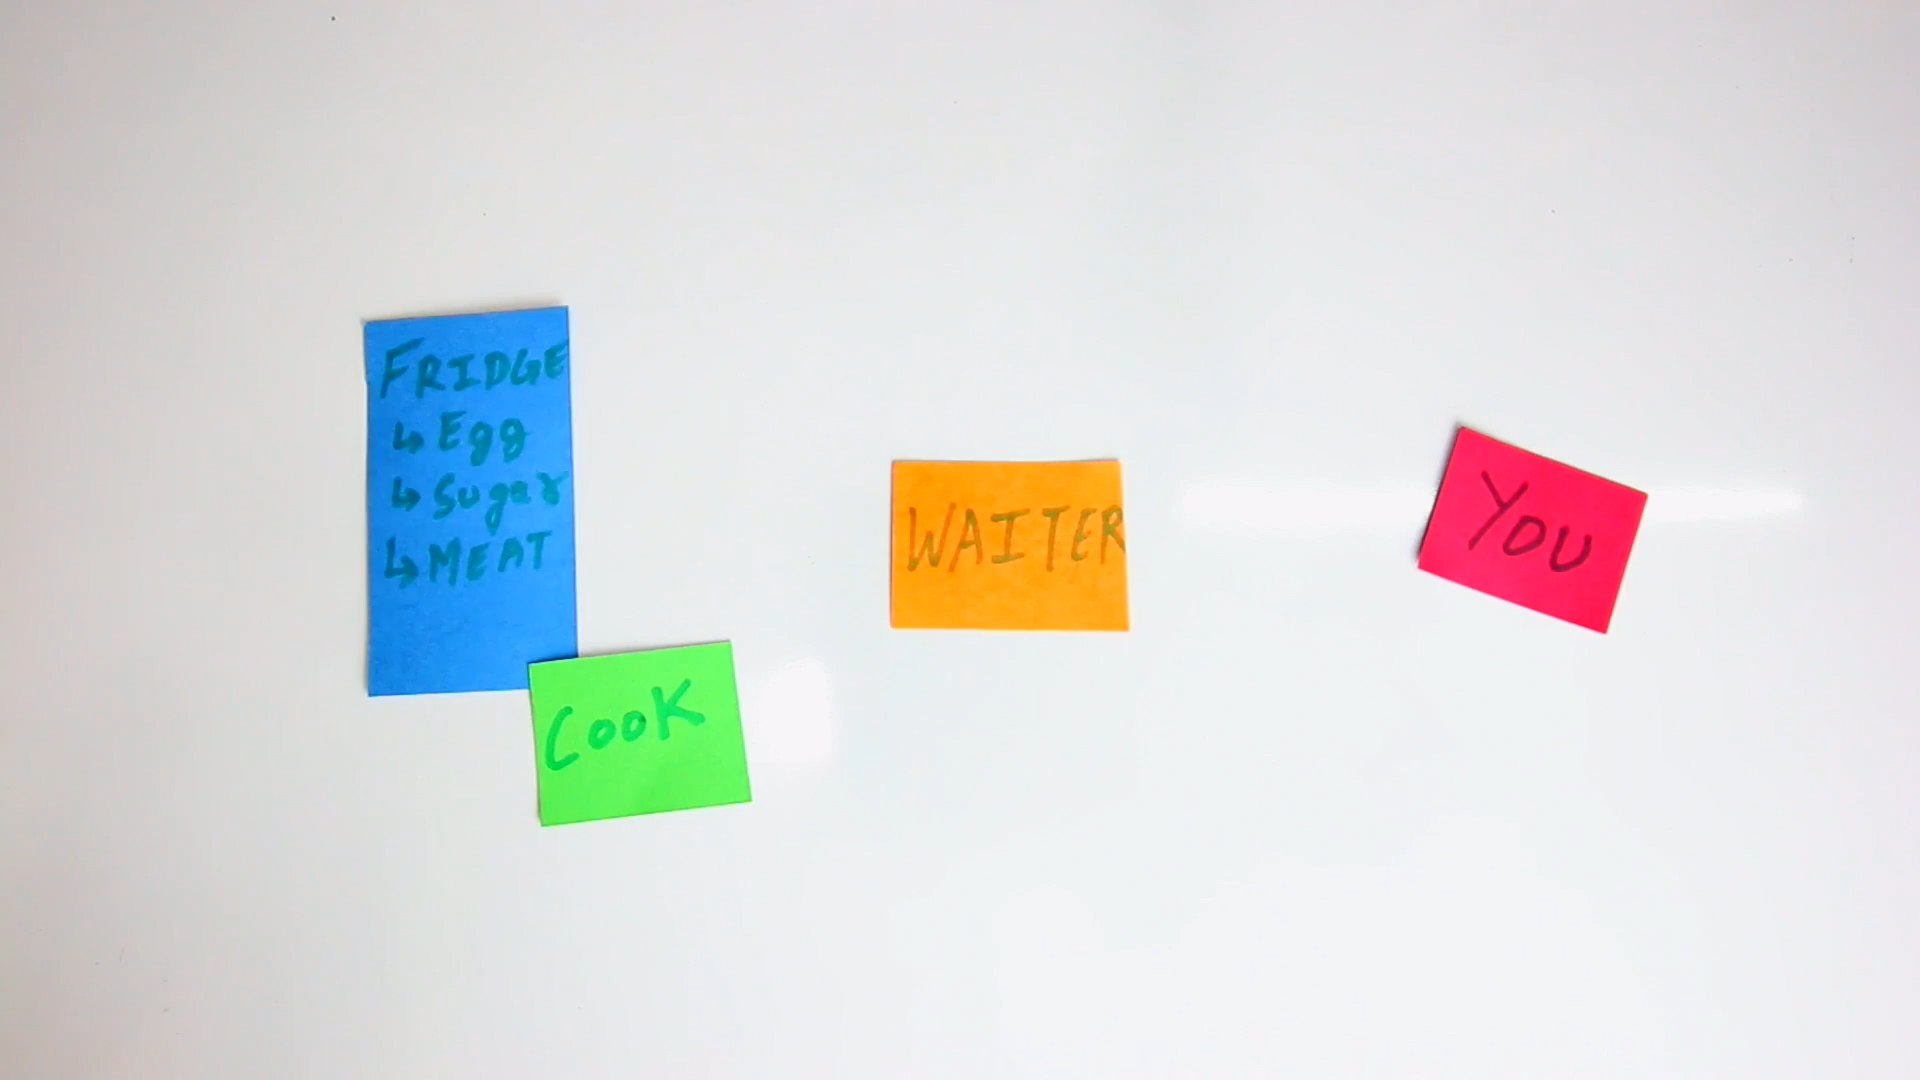 FRIDGE
↳ Egg
↳ Sugar
↳ MEAT
COOK
WAITER
YOU